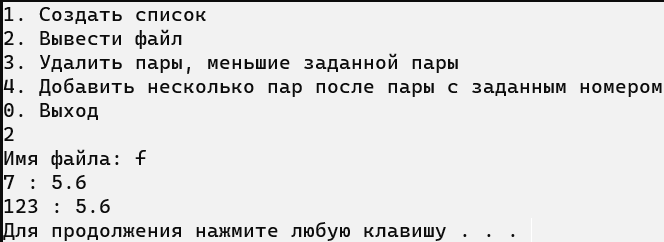 1. Создать список
2. Вывести файл
3. Удалить пары, меньшие заданной пары
4. Добавить несколько пар после пары с заданным номером
0. Выход
2
Имя файла: f
7 : 5.6
123 : 5.6
Для продолжения нажмите любую клавишу . . .